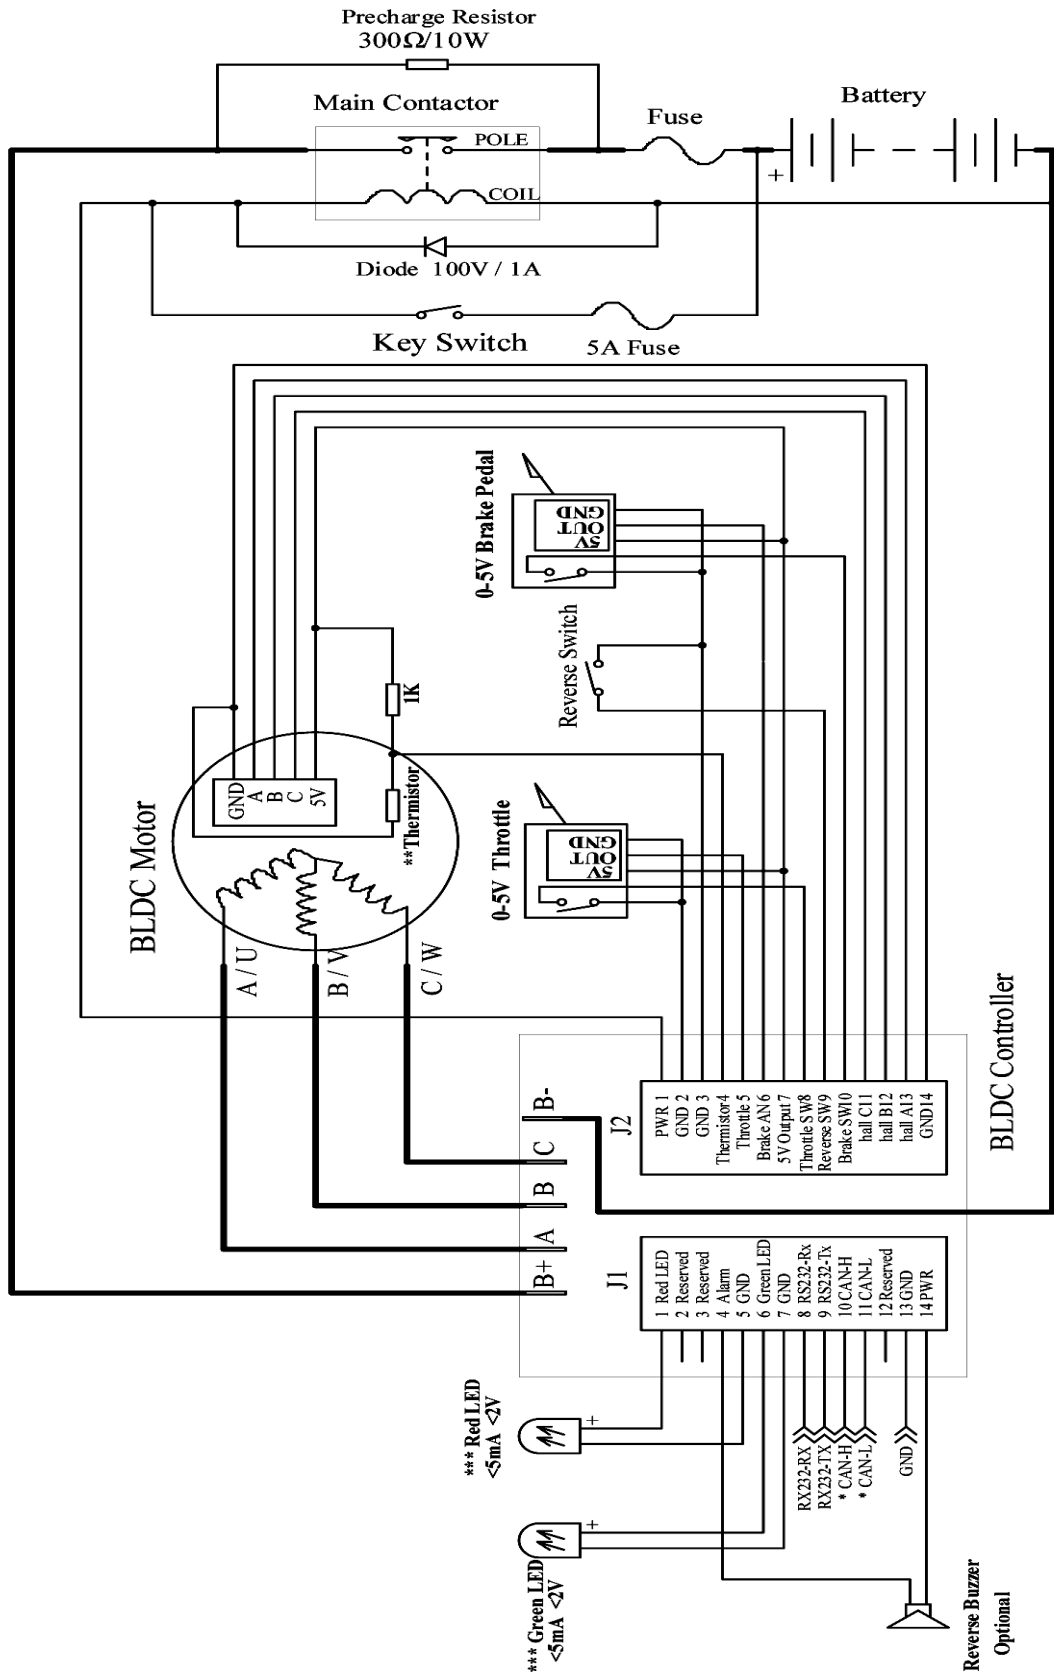 Precharge Resistor
300Ω/10W
Main Contactor
POLE
COIL
Fuse
Battery
+
Diode 100V / 1A
Key Switch
5A Fuse
0-5V Brake Pedal
GND
OUT
5V
Reverse Switch
1K
**Thermistor
BLDC Motor
GND
A
B
C
5V
0-5V Throttle
GND
OUT
5V
A / U
B / V
C / W
BLDC Controller
B-
C
B
A
B+
J2
PWR 1
GND 2
GND 3
Thermistor4
Throttle 5
Brake AN 6
5V Output 7
Throttle SW8
Reverse SW9
Brake SW10
hall C11
hall B12
hall A13
GND14
J1
1 Red LED
2 Reserved
3 Reserved
4 Alarm
5 GND
6 Green LED
7 GND
8 RS232-Rx
9 RS232-Tx
10 CAN-H
11 CAN-L
12 Reserved
13 GND
14 PWR
*** Red LED
<5mA <2V
+
*** Green LED
<5mA <2V
+
RX232-RX
RX232-TX
* CAN-H
* CAN-L
GND
Reverse Buzzer
Optional